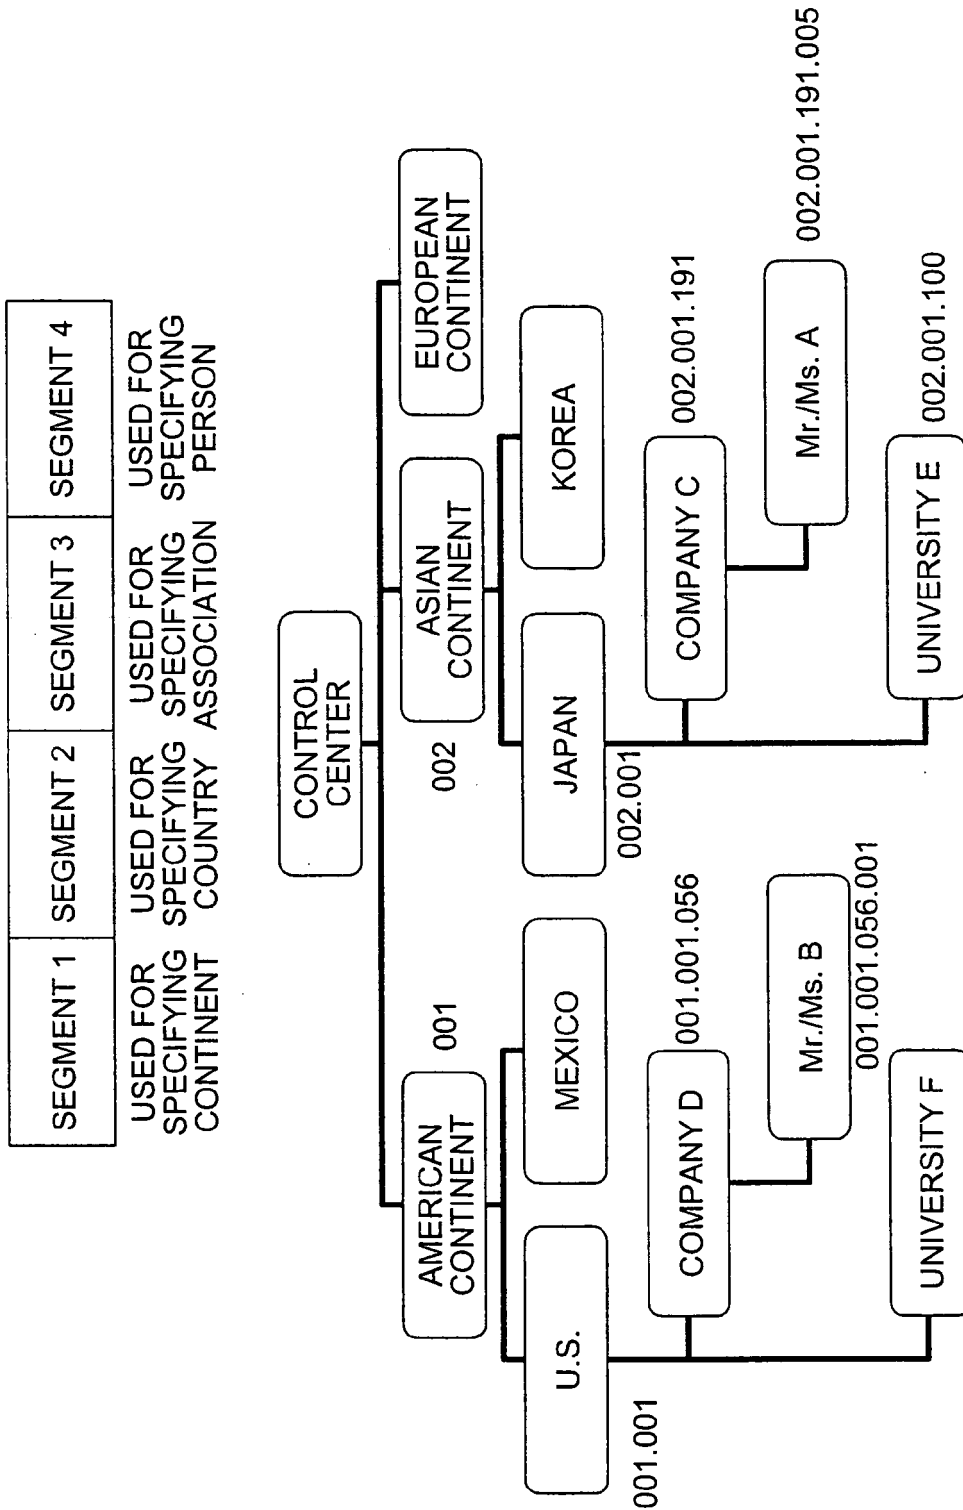 SEGMENT 1
SEGMENT 2
SEGMENT 3
SEGMENT 4
USED FOR
SPECIFYING
CONTINENT
USED FOR
SPECIFYING
COUNTRY
USED FOR
SPECIFYING
ASSOCIATION
USED FOR
SPECIFYING
PERSON
CONTROL
CENTER
AMERICAN
CONTINENT
001
ASIAN
CONTINENT
002
EUROPEAN
CONTINENT
U.S.
001.001
MEXICO
JAPAN
002.001
KOREA
COMPANY D
001.001.056
Mr./Ms. B
001.001.056.001
UNIVERSITY F
COMPANY C
002.001.191
Mr./Ms. A
002.001.191.005
UNIVERSITY E
002.001.100